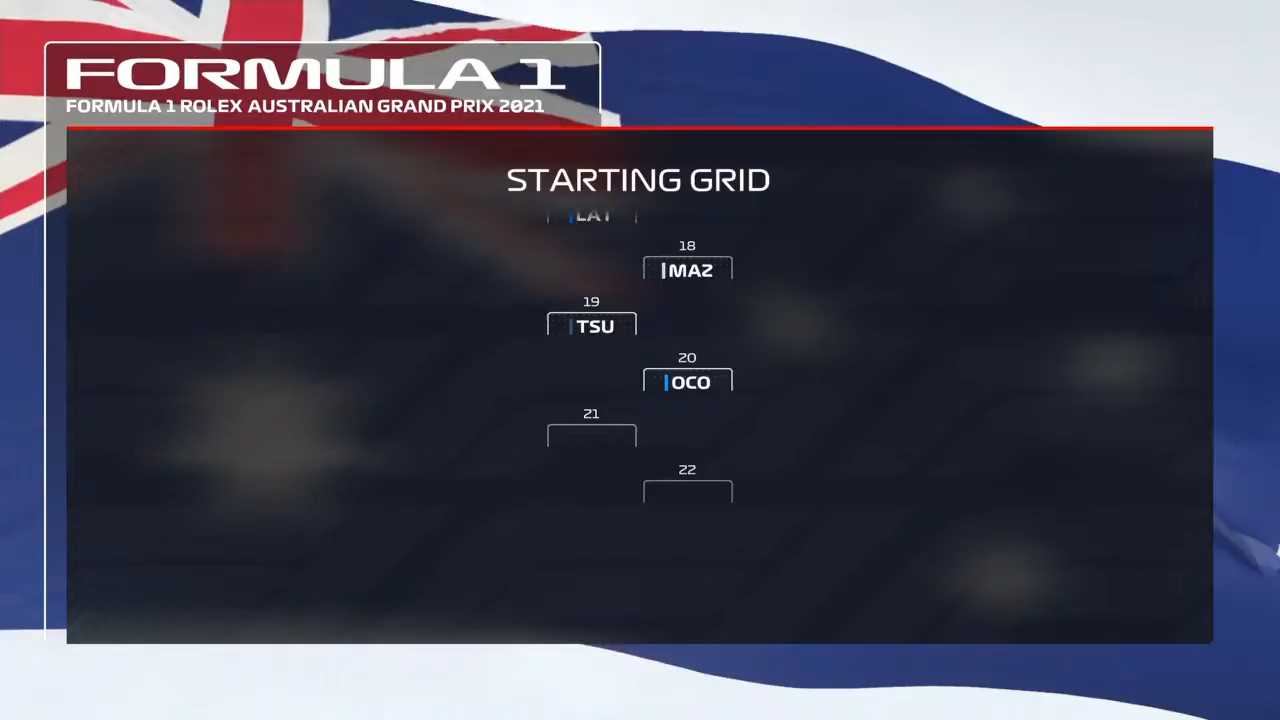 FORMULA 1
FORMULA 1 ROLEX AUSTRALIAN GRAND PRIX 2021
STARTING GRID
LAT
18
MAZ
19
TSU
20
OCO
21
22